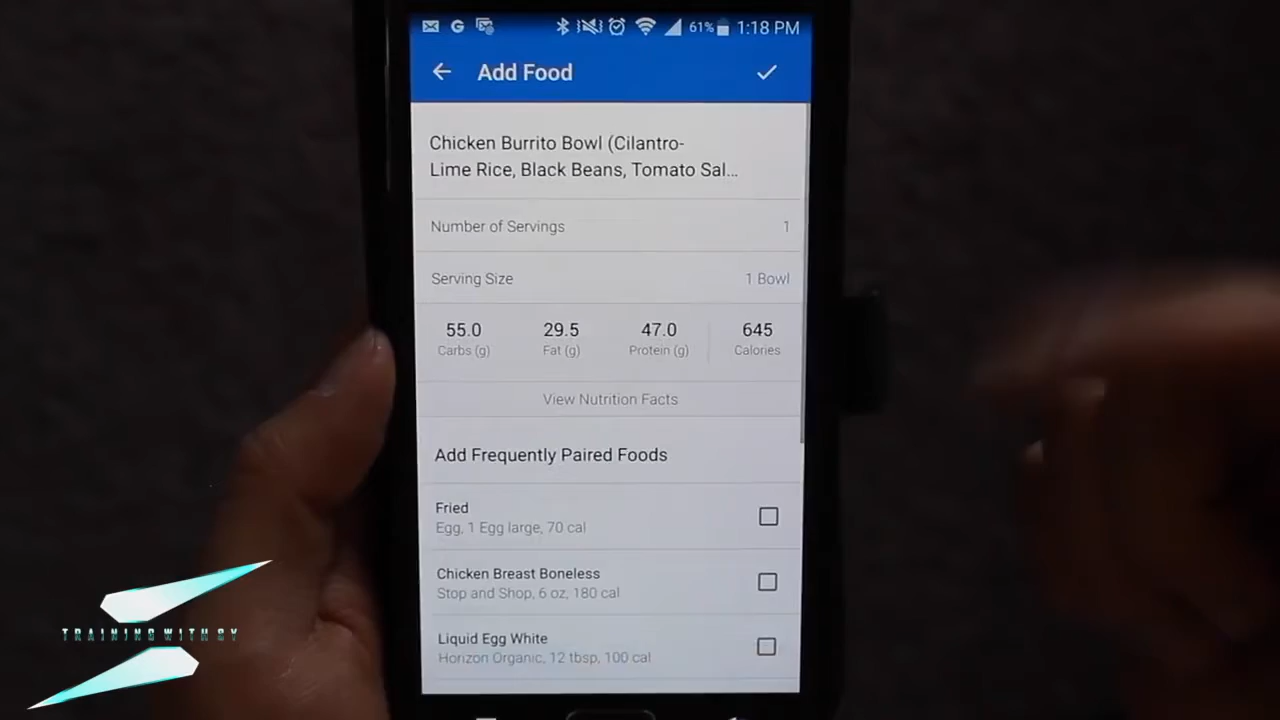 61% 1:18 PM
Add Food
Chicken Burrito Bowl (Cilantro-
Lime Rice, Black Beans, Tomato Sal...
Number of Servings 1
Serving Size 1 Bowl
55.0 29.5 47.0 645
Carbs (g) Fat (g) Protein (g) Calories
View Nutrition Facts
Add Frequently Paired Foods
Fried
Egg, 1 Egg large, 70 cal
Chicken Breast Boneless
Stop and Shop, 6 oz, 180 cal
Liquid Egg White
Horizon Organic, 12 tbsp, 100 cal
TRAINING WITH SY